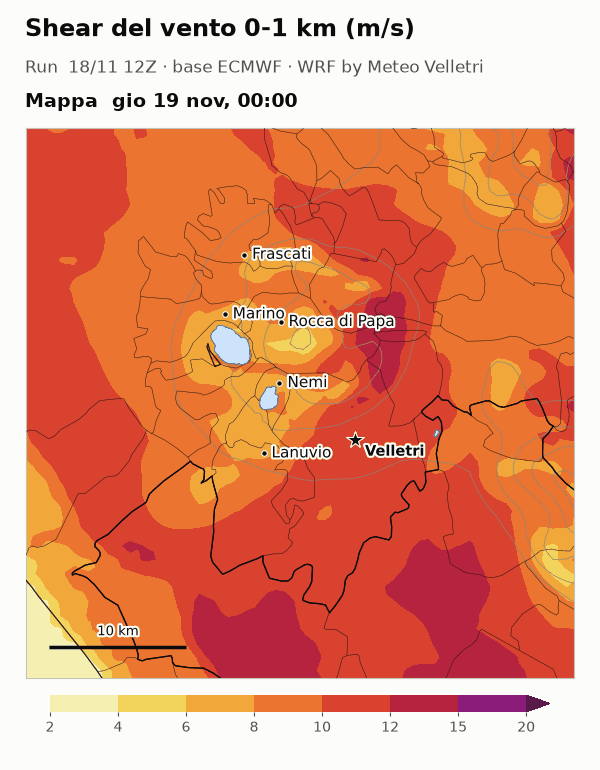 Shear del vento 0-1 km (m/s)
Run  18/11 12Z · base ECMWF · WRF by Meteo Velletri
Mappa  gio 19 nov, 00:00
Frascati
Marino
Rocca di Papa
Nemi
Velletri
Lanuvio
10 km
2 4 6 8 10 12 15 20